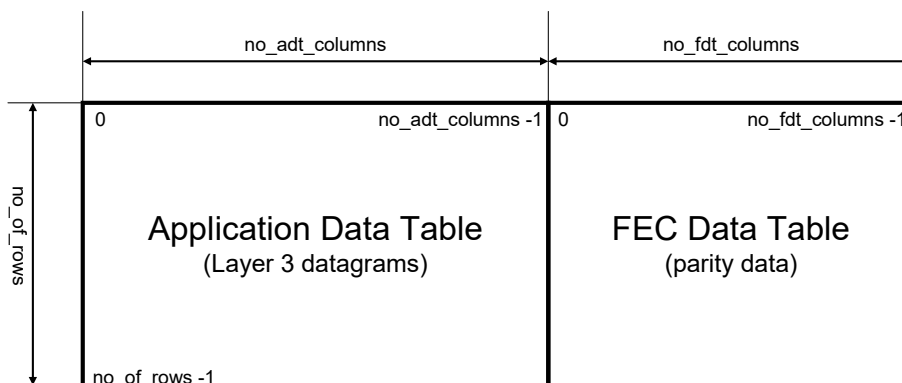 no_adt_columns
no_fdt_columns
0
no_adt_columns -1
0
no_fdt_columns -1
no_of_rows
Application Data Table
(Layer 3 datagrams)
FEC Data Table
(parity data)
no_of_rows -1